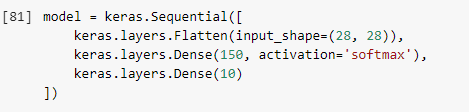 [81] model = keras.Sequential([
keras.layers.Flatten(input_shape=(28, 28)),
keras.layers.Dense(150, activation='softmax'),
keras.layers.Dense(10)
])